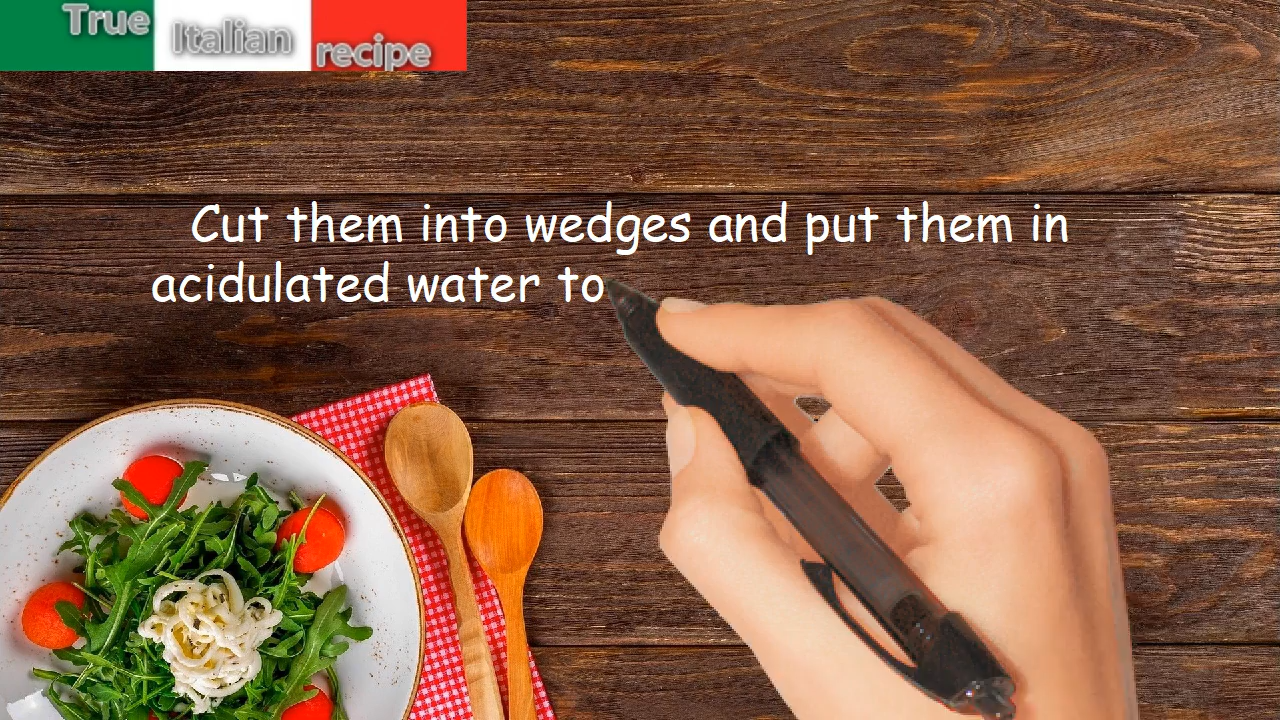 True
Italian
recipe
Cut them into wedges and put them in
acidulated water to